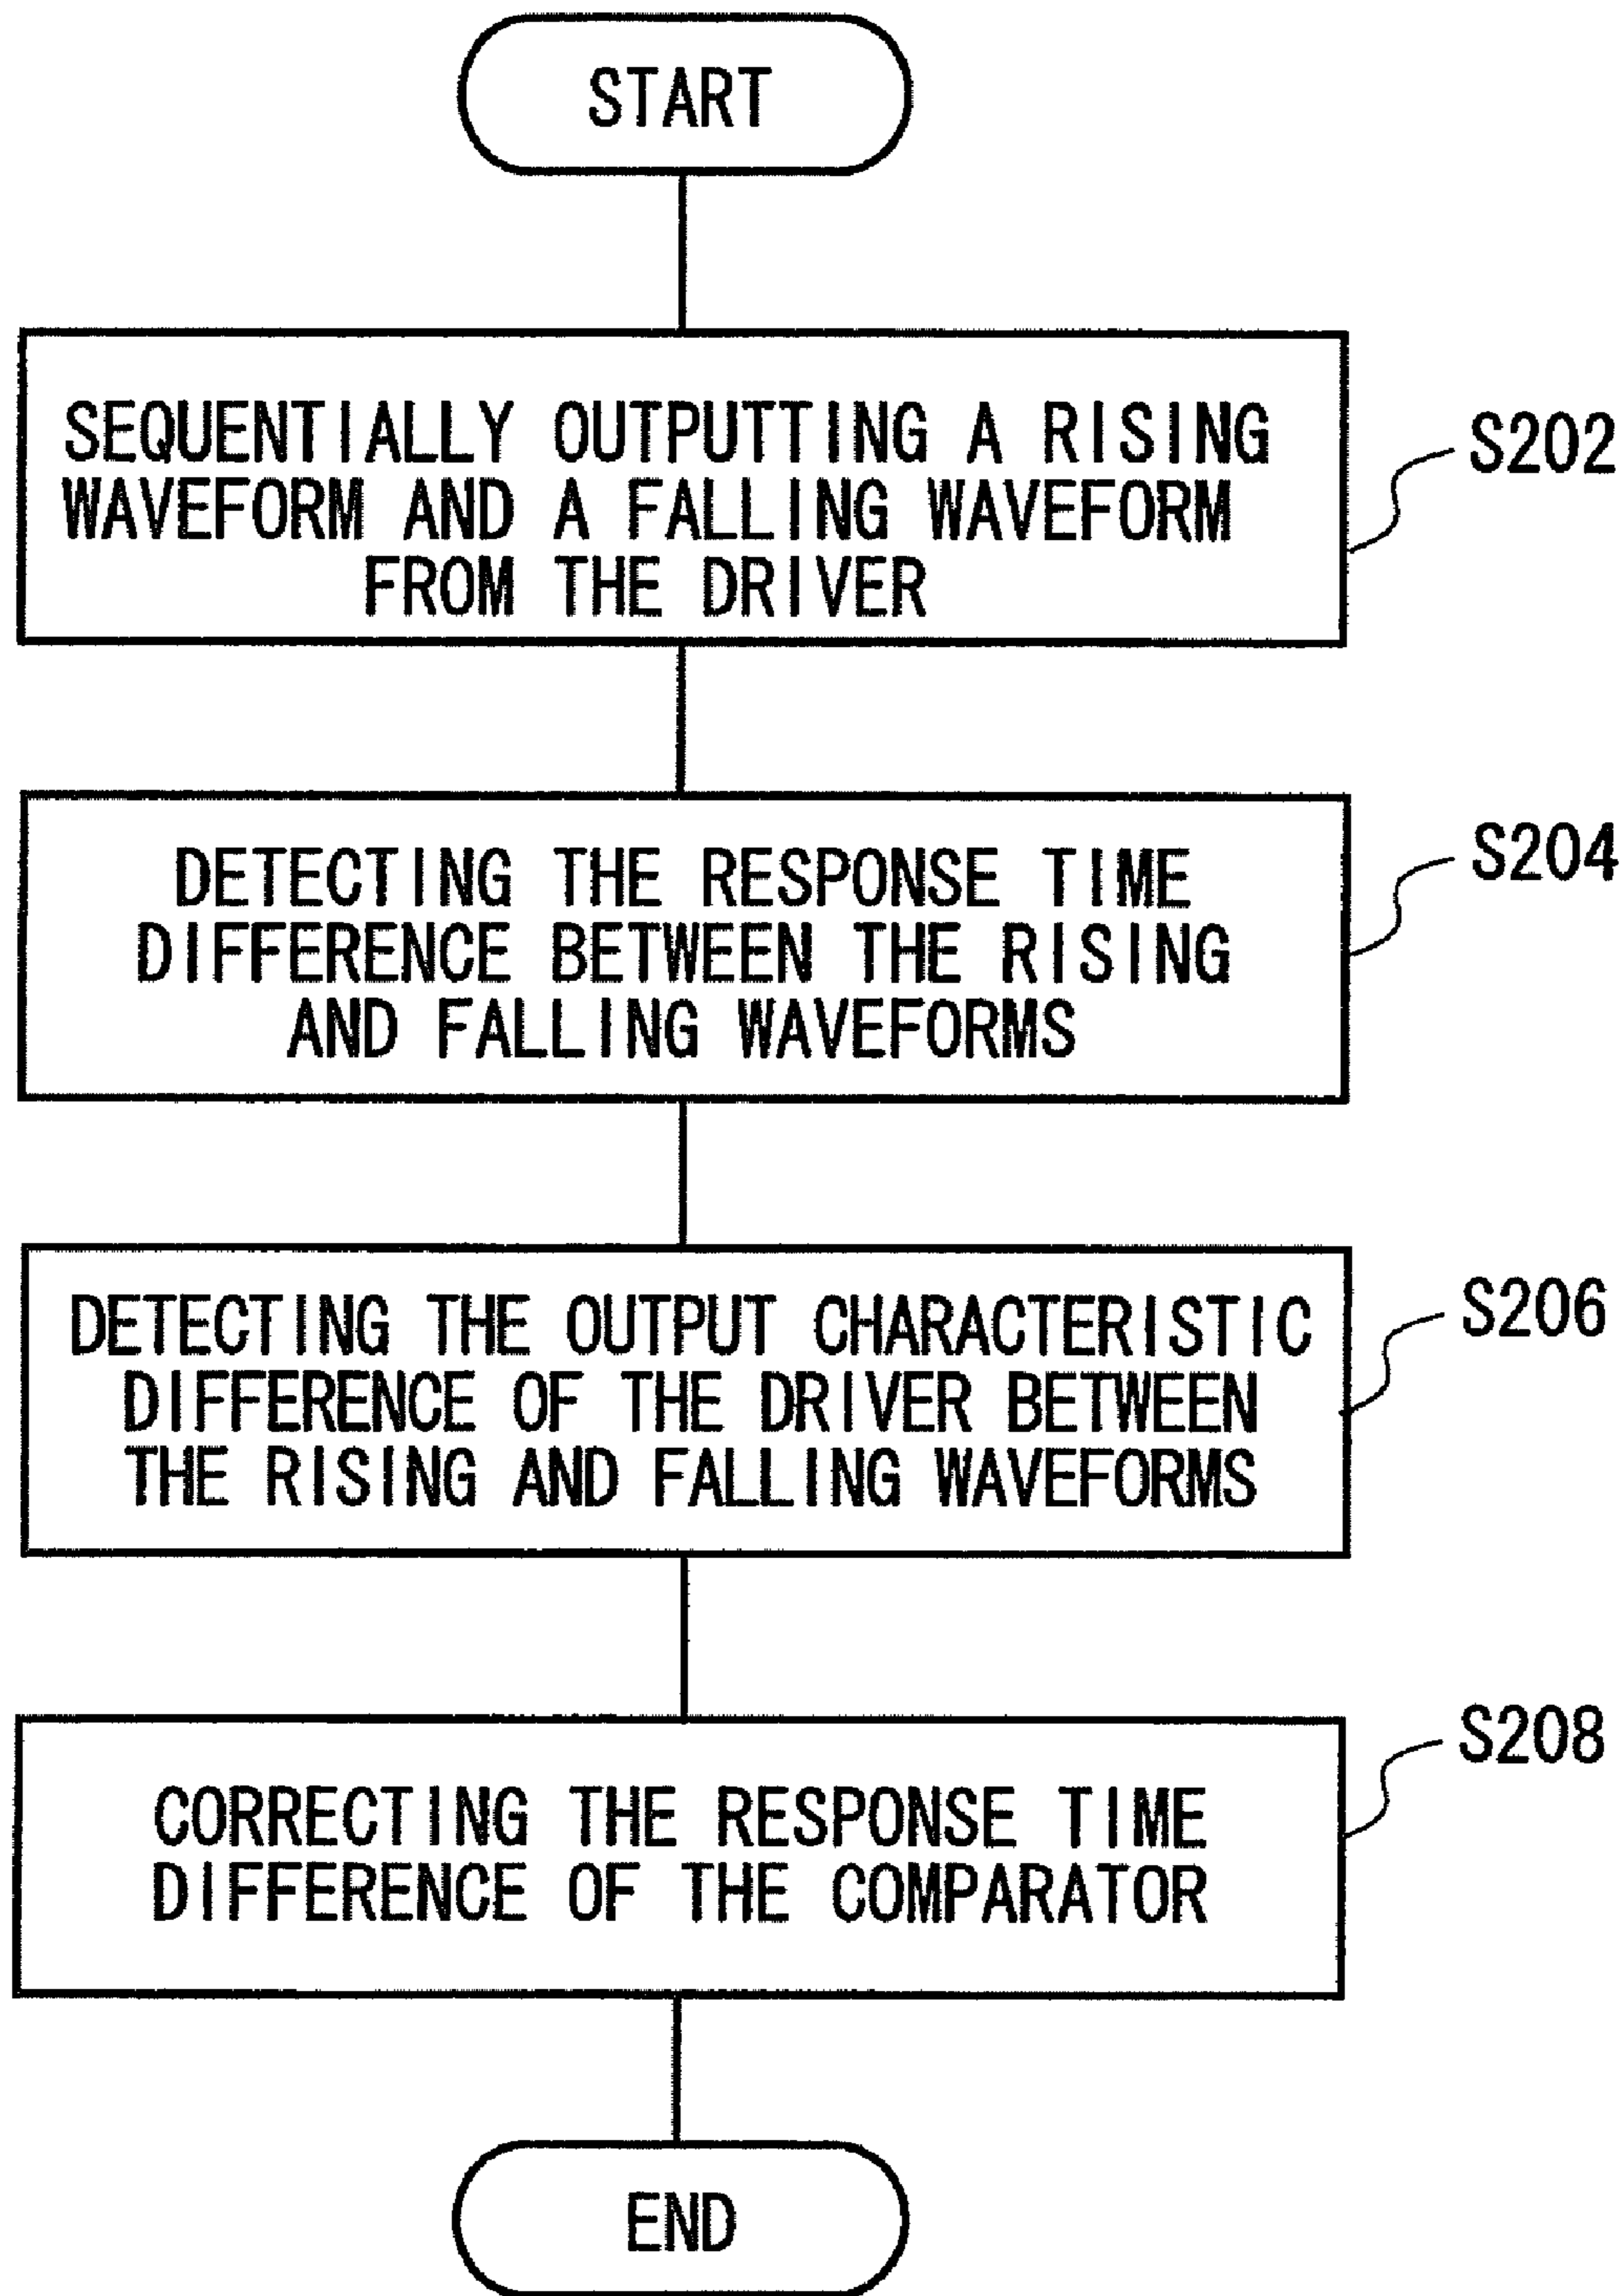 START
SEQUENTIALLY OUTPUTTING A RISING
WAVEFORM AND A FALLING WAVEFORM
FROM THE DRIVER
S202
DETECTING THE RESPONSE TIME
DIFFERENCE BETWEEN THE RISING
AND FALLING WAVEFORMS
S204
DETECTING THE OUTPUT CHARACTERISTIC
DIFFERENCE OF THE DRIVER BETWEEN
THE RISING AND FALLING WAVEFORMS
S206
CORRECTING THE RESPONSE TIME
DIFFERENCE OF THE COMPARATOR
S208
END